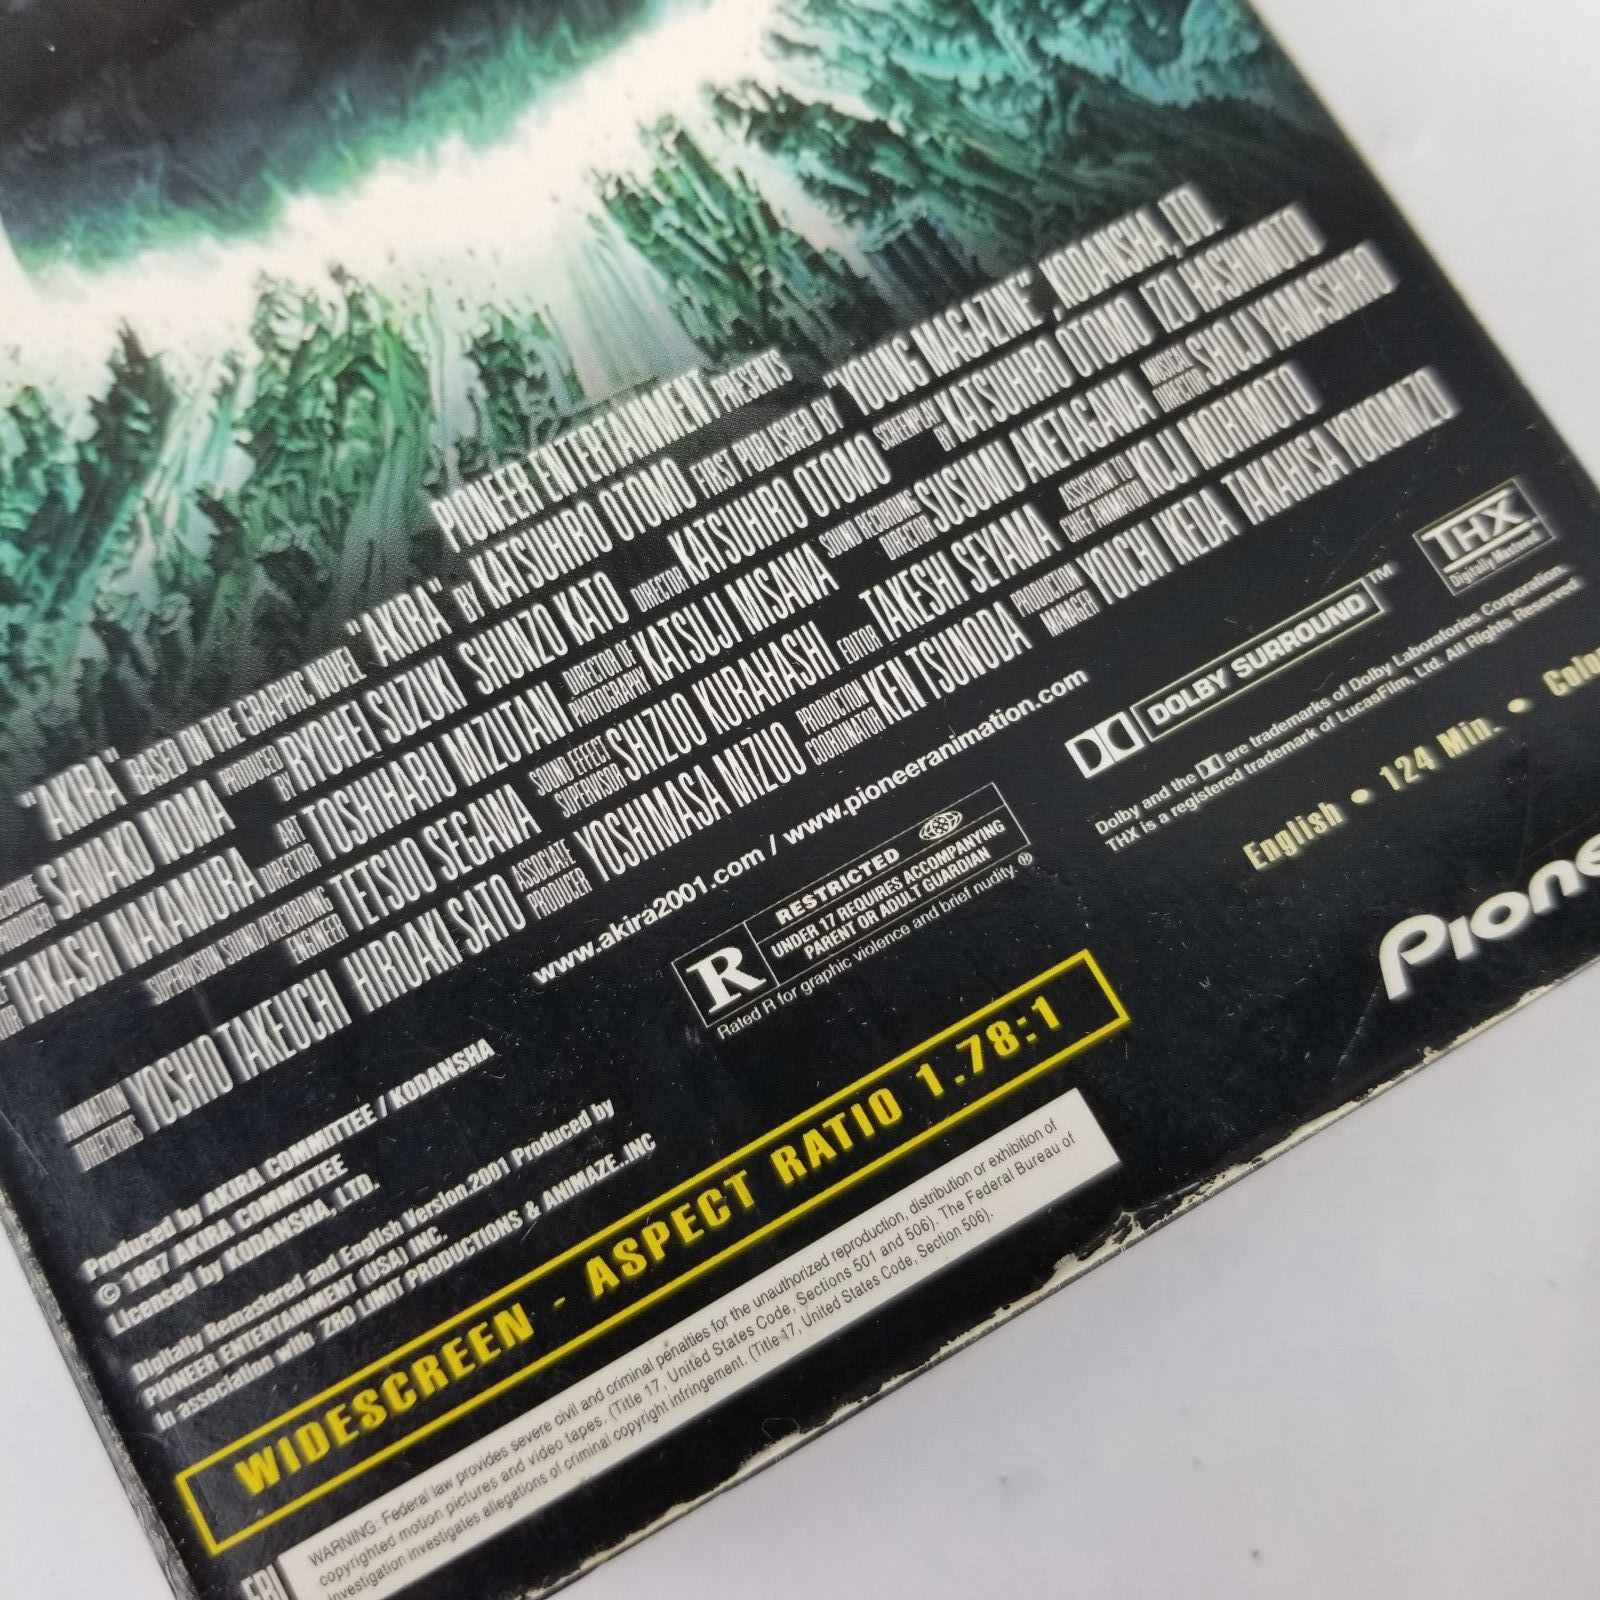 PIONEER ENTERTAINMENT PRESENTS
"AKIRA" BASED ON THE GRAPHIC NOVEL "AKIRA" BY KATSUHIRO OTOMO FIRST PUBLISHED BY "YOUNG MAGAZINE", KODANSHA, LTD.
PRODUCER SAWAKO NOMA PRODUCED BY RYOHEI SUZUKI SHUNZO KATO DIRECTOR KATSUHIRO OTOMO SCREENPLAY BY KATSUHIRO OTOMO IZO HASHIMOTO
TAKASHI NAKAMURA ART DIRECTOR TOSHIHARU MIZUTANI DIRECTOR OF PHOTOGRAPHY KATSUJI MISAWA SOUND RECORDING DIRECTOR SUSUMU AKETAGAWA MUSICAL DIRECTOR SHOJI YAMASHIRO
SUPERVISION SOUND/RECORDING ENGINEER TETSUO SEGAWA SOUND EFFECT SUPERVISOR SHIZUO KURAHASHI EDITOR TAKESHI SEYAMA ASSISTANT TO CHIEF ANIMATOR KOJI MORIMOTO
ANIMATION DIRECTORS YOSHIO TAKEUCHI HIROAKI SATO ASSOCIATE PRODUCER YOSHIMASA MIZUO PRODUCTION COORDINATOR KEN TSUNODA PRODUCTION MANAGER YOICHI IKEDA TAKAHISA YOKOMIZO
www.akira2001.com / www.pioneeranimation.com
Produced by AKIRA COMMITTEE / KODANSHA
© 1987 AKIRA COMMITTEE
Licensed by KODANSHA, LTD.
Digitally Remastered and English Version.2001 Produced by
PIONEER ENTERTAINMENT (USA) INC.
in association with ZRO LIMIT PRODUCTIONS & ANIMAZE..INC
R RESTRICTED
UNDER 17 REQUIRES ACCOMPANYING
PARENT OR ADULT GUARDIAN
Rated R for graphic violence and brief nudity. ®
DOLBY SURROUND™
THX
Digitally Mastered
Dolby and the are trademarks of Dolby Laboratories Corporation.
THX is a registered trademark of LucasFilm, Ltd. All Rights Reserved
English • 124 Min. •
WIDESCREEN - ASPECT RATIO 1.78:1
WARNING: Federal law provides severe civil and criminal penalties for the unauthorized reproduction, distribution or exhibition of
copyrighted motion pictures and video tapes. (Title 17, United States Code, Sections 501 and 506). The Federal Bureau of
Investigation investigates allegations of criminal copyright infringement. (Title 17, United States Code, Section 506).